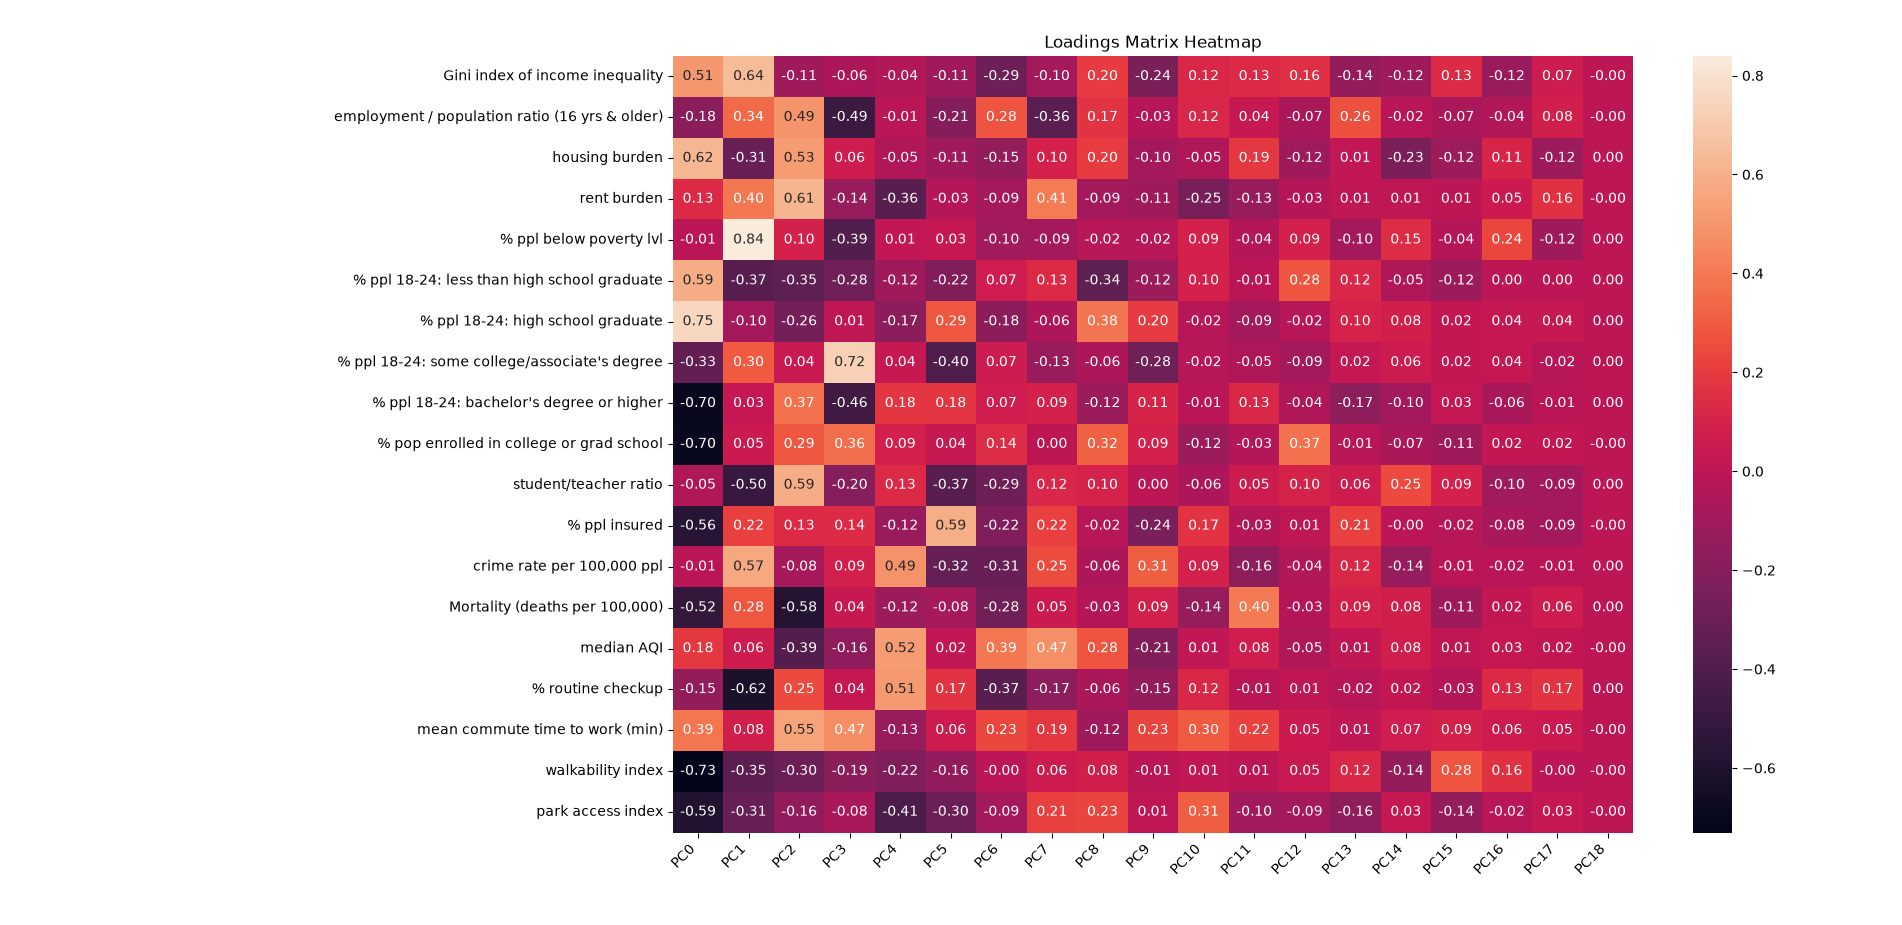 Loadings Matrix Heatmap
Gini index of income inequality 0.51 0.64 -0.11 -0.06 -0.04 -0.11 -0.29 -0.10 0.20 -0.24 0.12 0.13 0.16 -0.14 -0.12 0.13 -0.12 0.07 -0.00
0.8
employment / population ratio (16 yrs & older) -0.18 0.34 0.49 -0.49 -0.01 -0.21 0.28 -0.36 0.17 -0.03 0.12 0.04 -0.07 0.26 -0.02 -0.07 -0.04 0.08 -0.00
housing burden 0.62 -0.31 0.53 0.06 -0.05 -0.11 -0.15 0.10 0.20 -0.10 -0.05 0.19 -0.12 0.01 -0.23 -0.12 0.11 -0.12 0.00
0.6
rent burden 0.13 0.40 0.61 -0.14 -0.36 -0.03 -0.09 0.41 -0.09 -0.11 -0.25 -0.13 -0.03 0.01 0.01 0.01 0.05 0.16 -0.00
% ppl below poverty lvl -0.01 0.84 0.10 -0.39 0.01 0.03 -0.10 -0.09 -0.02 -0.02 0.09 -0.04 0.09 -0.10 0.15 -0.04 0.24 -0.12 0.00
0.4
% ppl 18-24: less than high school graduate 0.59 -0.37 -0.35 -0.28 -0.12 -0.22 0.07 0.13 -0.34 -0.12 0.10 -0.01 0.28 0.12 -0.05 -0.12 0.00 0.00 0.00
% ppl 18-24: high school graduate 0.75 -0.10 -0.26 0.01 -0.17 0.29 -0.18 -0.06 0.38 0.20 -0.02 -0.09 -0.02 0.10 0.08 0.02 0.04 0.04 0.00
% ppl 18-24: some college/associate's degree -0.33 0.30 0.04 0.72 0.04 -0.40 0.07 -0.13 -0.06 -0.28 -0.02 -0.05 -0.09 0.02 0.06 0.02 0.04 -0.02 0.00
0.2
% ppl 18-24: bachelor's degree or higher -0.70 0.03 0.37 -0.46 0.18 0.18 0.07 0.09 -0.12 0.11 -0.01 0.13 -0.04 -0.17 -0.10 0.03 -0.06 -0.01 0.00
% pop enrolled in college or grad school -0.70 0.05 0.29 0.36 0.09 0.04 0.14 0.00 0.32 0.09 -0.12 -0.03 0.37 -0.01 -0.07 -0.11 0.02 0.02 -0.00
0.0
student/teacher ratio -0.05 -0.50 0.59 -0.20 0.13 -0.37 -0.29 0.12 0.10 0.00 -0.06 0.05 0.10 0.06 0.25 0.09 -0.10 -0.09 0.00
% ppl insured -0.56 0.22 0.13 0.14 -0.12 0.59 -0.22 0.22 -0.02 -0.24 0.17 -0.03 0.01 0.21 -0.00 -0.02 -0.08 -0.09 -0.00
crime rate per 100,000 ppl -0.01 0.57 -0.08 0.09 0.49 -0.32 -0.31 0.25 -0.06 0.31 0.09 -0.16 -0.04 0.12 -0.14 -0.01 -0.02 -0.01 0.00
−0.2
Mortality (deaths per 100,000) -0.52 0.28 -0.58 0.04 -0.12 -0.08 -0.28 0.05 -0.03 0.09 -0.14 0.40 -0.03 0.09 0.08 -0.11 0.02 0.06 0.00
median AQI 0.18 0.06 -0.39 -0.16 0.52 0.02 0.39 0.47 0.28 -0.21 0.01 0.08 -0.05 0.01 0.08 0.01 0.03 0.02 -0.00
−0.4
% routine checkup -0.15 -0.62 0.25 0.04 0.51 0.17 -0.37 -0.17 -0.06 -0.15 0.12 -0.01 0.01 -0.02 0.02 -0.03 0.13 0.17 0.00
mean commute time to work (min) 0.39 0.08 0.55 0.47 -0.13 0.06 0.23 0.19 -0.12 0.23 0.30 0.22 0.05 0.01 0.07 0.09 0.06 0.05 -0.00
walkability index -0.73 -0.35 -0.30 -0.19 -0.22 -0.16 -0.00 0.06 0.08 -0.01 0.01 0.01 0.05 0.12 -0.14 0.28 0.16 -0.00 -0.00
−0.6
park access index -0.59 -0.31 -0.16 -0.08 -0.41 -0.30 -0.09 0.21 0.23 0.01 0.31 -0.10 -0.09 -0.16 0.03 -0.14 -0.02 0.03 -0.00
PC0 PC1 PC2 PC3 PC4 PC5 PC6 PC7 PC8 PC9 PC10 PC11 PC12 PC13 PC14 PC15 PC16 PC17 PC18